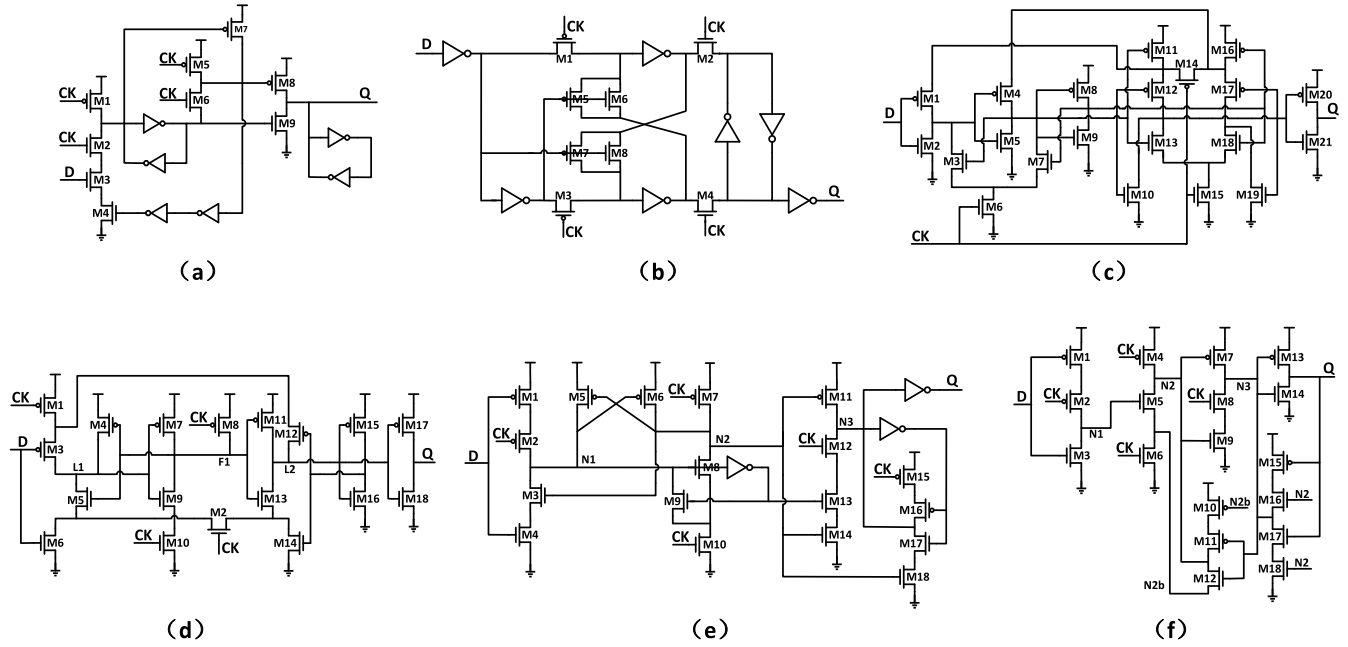 M7
CK M5
CK M1
CK M6
M8
Q
M2
M9
D M3
M4
(a)
CK CK
D
M1 M2
M5 M6
M7 M8
M3 M4
Q
CK CK
(b)
M11 M16
M14
M1 M4 M8 M12 M17 M20
D Q
M2 M3 M5 M7 M9 M13 M18 M21
M6 M10 M15 M19
CK
(c)
CK M1
M4 M7 CK M8 M11 M12 M15 M17
D M3
L1 F1 L2 Q
M5 M9 M13 M16 M18
M2
M6 CK M10 CK M14
(d)
M1 M5 M6 CK M7 M11 Q
CK M2 N2 N3
CK M12
D N1 M8
CK M15
M3 M9 M13 M16
M4 CK M10 M14 M17
M18
(e)
M1 CK M4 M7 M13
N2 N3 Q
D CK M2 M5 CK M8 M14
N1
M3 CK M6 M9
M15
M10 N2b M16 N2
M11 M17
M12 M18 N2
N2b
(f)